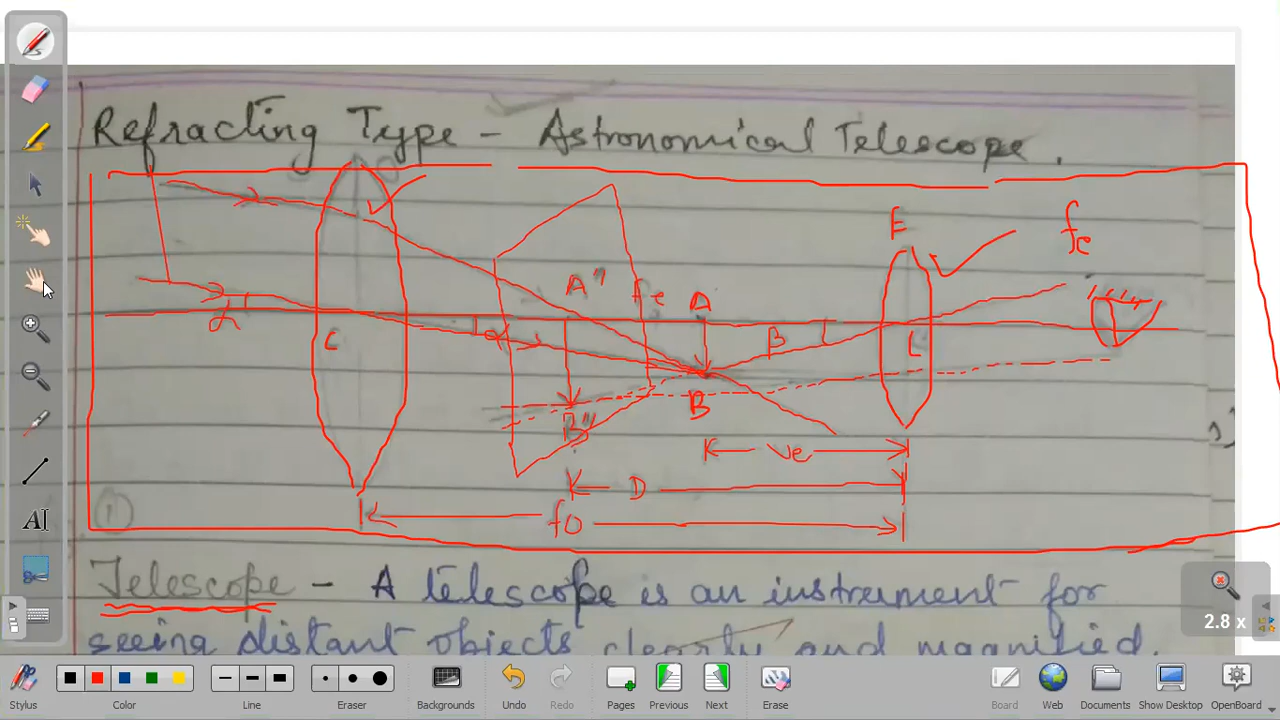 Refracting Type - Astronomical Telescope.
E
fe
A" fe A
α
α
β
C
L
B" B
ve
D
fo
1
Telescope - A telescope is an instrument for
seeing distant objects clearly and magnified.
2.8 x
Stylus Color Line Eraser Backgrounds Undo Redo Pages Previous Next Erase Board Web Documents Show Desktop OpenBoard